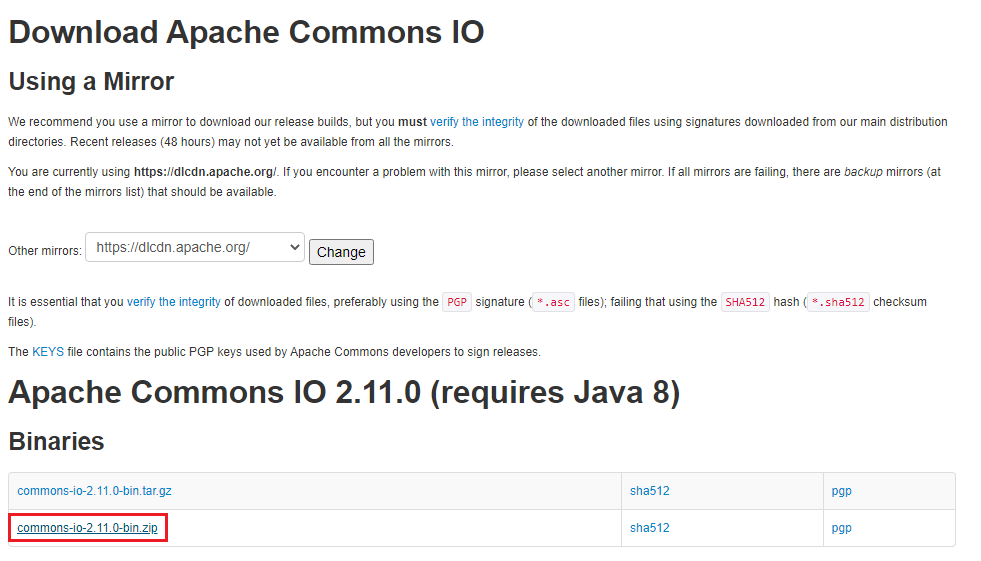 Download Apache Commons IO
Using a Mirror
We recommend you use a mirror to download our release builds, but you must verify the integrity of the downloaded files using signatures downloaded from our main distribution
directories. Recent releases (48 hours) may not yet be available from all the mirrors.
You are currently using https://dlcdn.apache.org/. If you encounter a problem with this mirror, please select another mirror. If all mirrors are failing, there are backup mirrors (at
the end of the mirrors list) that should be available.
Other mirrors: https://dlcdn.apache.org/ Change
It is essential that you verify the integrity of downloaded files, preferably using the PGP signature (*.asc files); failing that using the SHA512 hash (*.sha512 checksum
files).
The KEYS file contains the public PGP keys used by Apache Commons developers to sign releases.
Apache Commons IO 2.11.0 (requires Java 8)
Binaries
commons-io-2.11.0-bin.tar.gz sha512 pgp
commons-io-2.11.0-bin.zip sha512 pgp